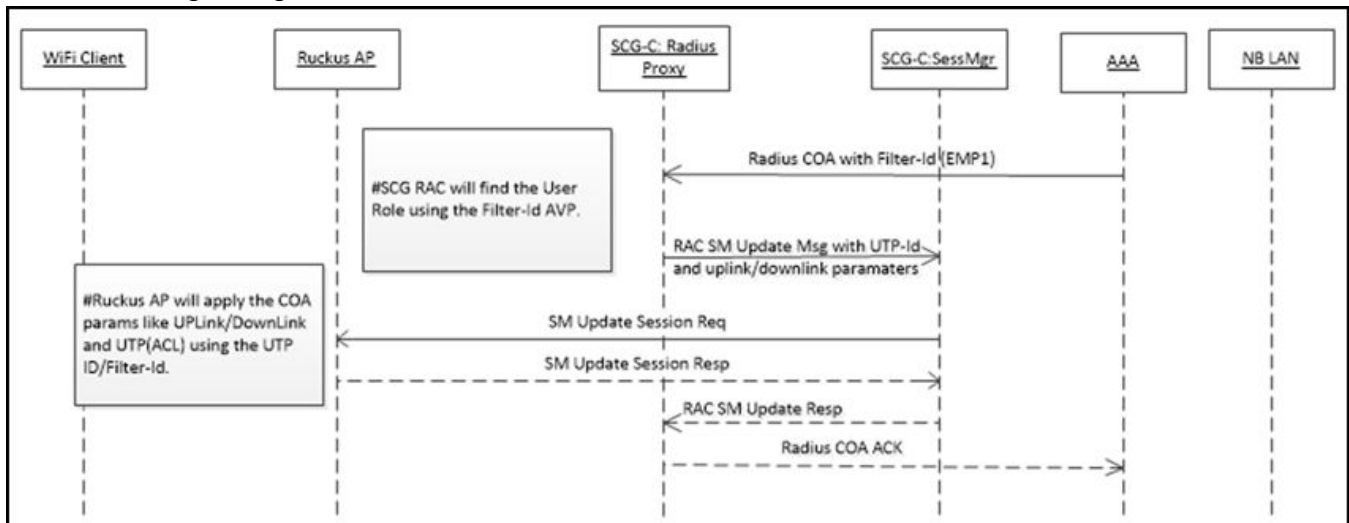 WiFi Client
Ruckus AP
SCG-C: Radius
Proxy
SCG-C:SessMgr
AAA
NB LAN
Radius COA with Filter-Id (EMP1)
#SCG RAC will find the User
Role using the Filter-Id AVP.
RAC SM Update Msg with UTP-Id
and uplink/downlink paramaters
#Ruckus AP will apply the COA
params like UPLink/DownLink
and UTP(ACL) using the UTP
ID/Filter-Id.
SM Update Session Req
SM Update Session Resp
RAC SM Update Resp
Radius COA ACK